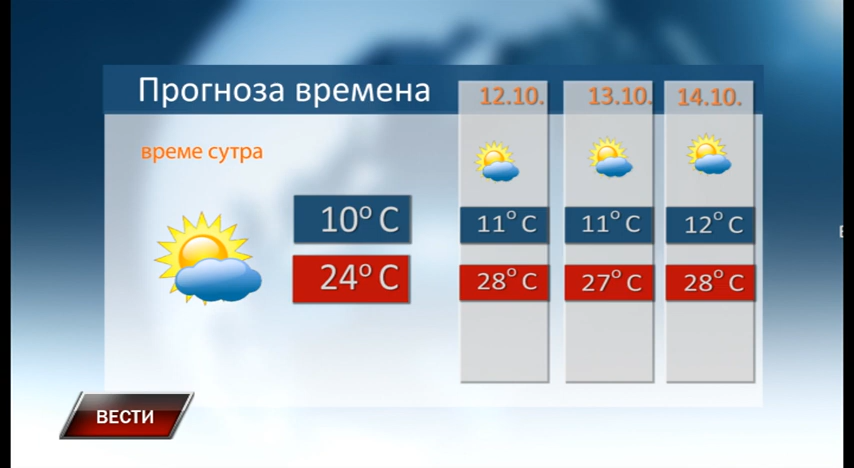 Прогноза времена
време сутра
10° C
24° C
12.10.
11° C
28° C
13.10.
11° C
27° C
14.10.
12° C
28° C
ВЕСТИ